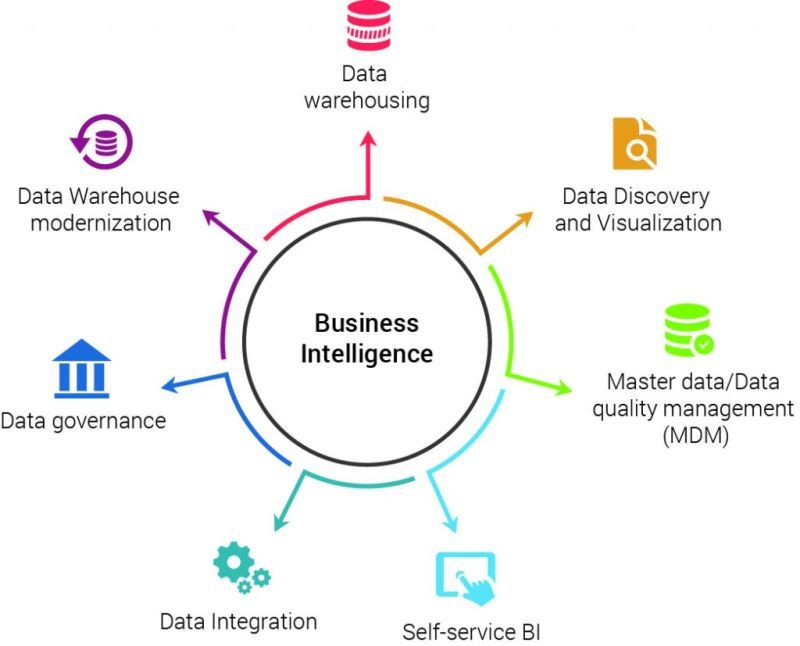 Data
warehousing
Data Warehouse
modernization
Data Discovery
and Visualization
Business
Intelligence
Master data/Data
quality management
(MDM)
Data governance
Data Integration
Self-service BI